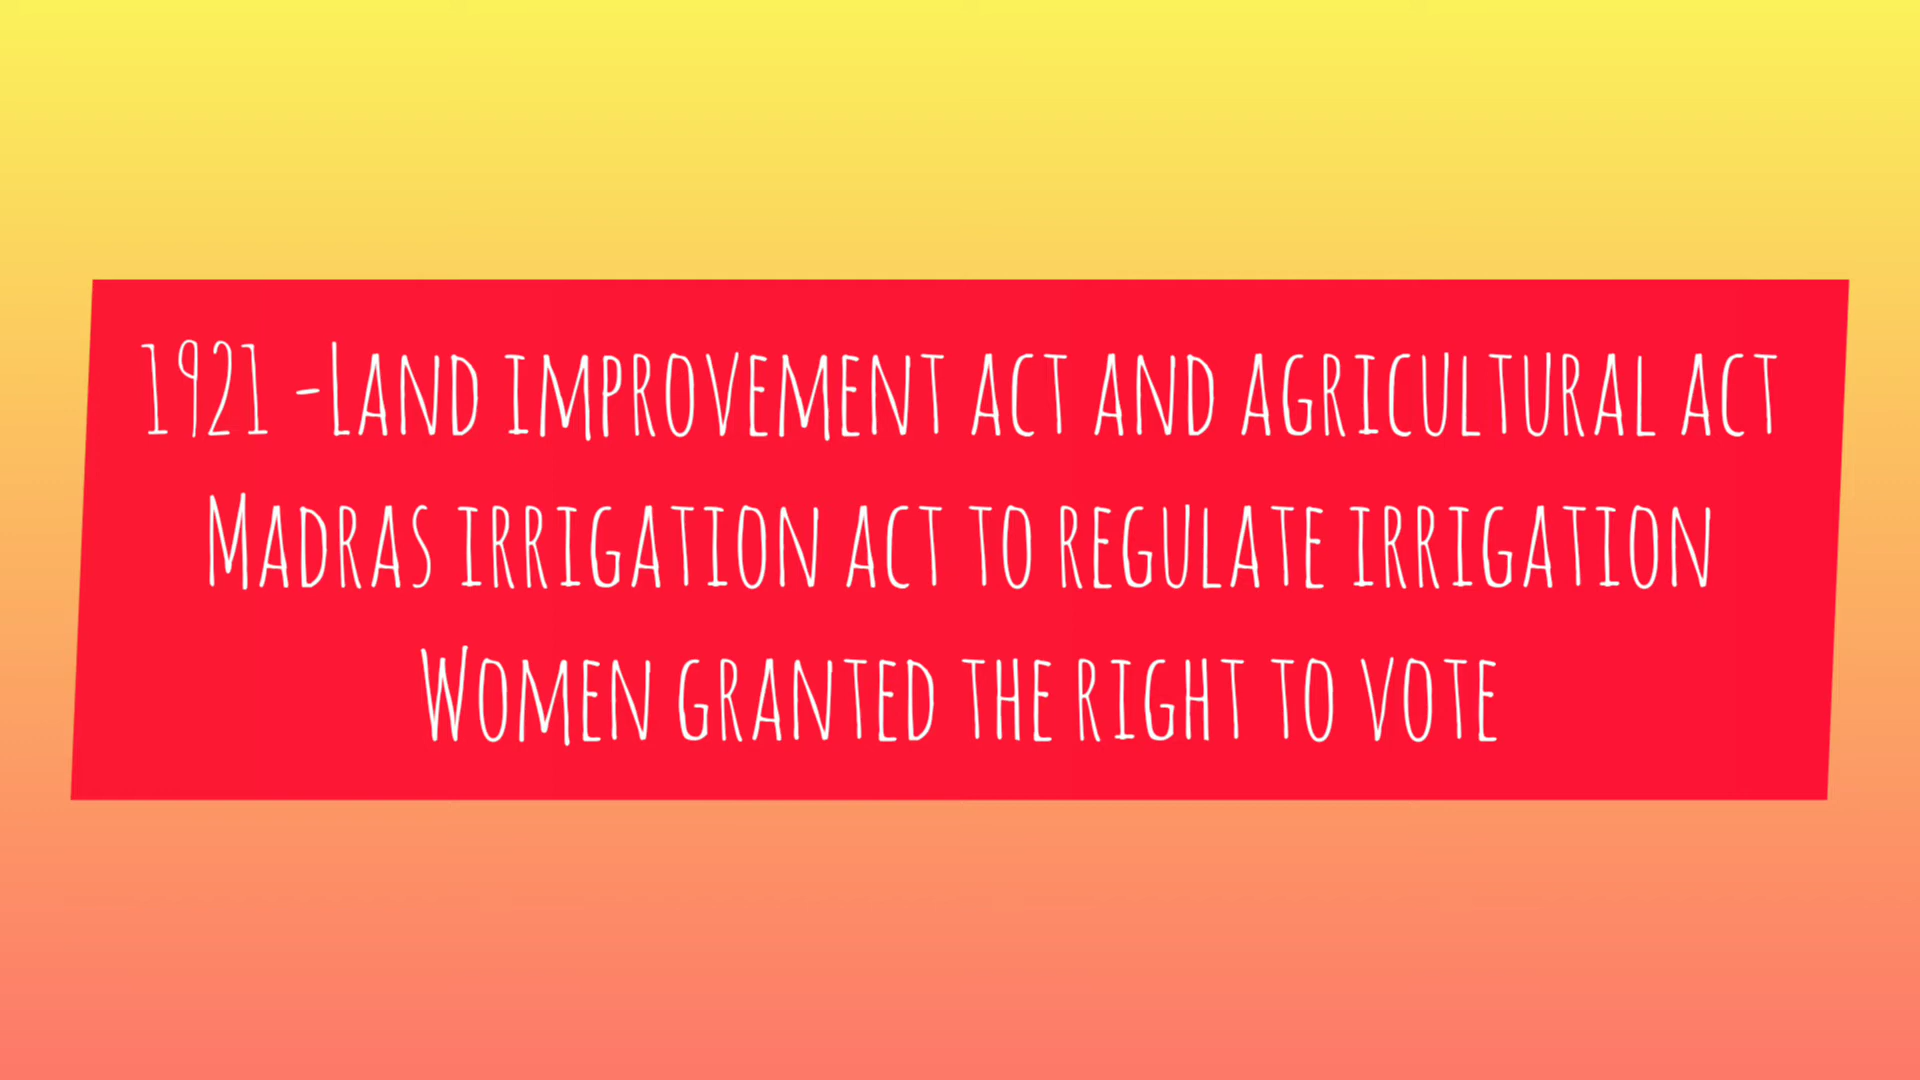 1921 -Land improvement act and agricultural act
Madras irrigation act to regulate irrigation
Women granted the right to vote